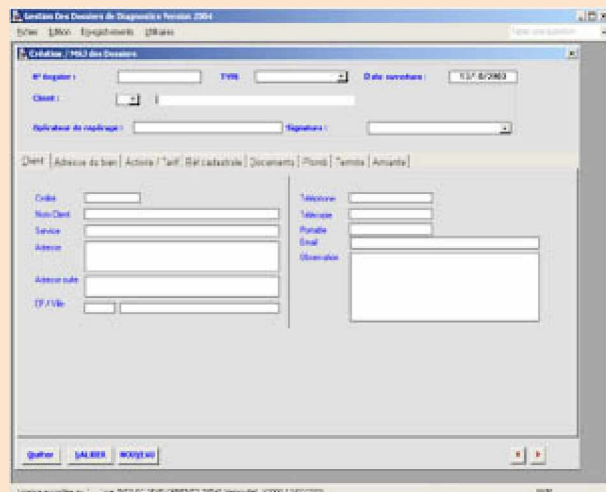 Gestion Des Dossiers de Diagnostics Version 2004
Fichier Edition Enregistrements Utilitaires
Création / MAJ des Dossiers
N° dossier : TYPE Date ouverture :
Client :
Opérateur de repérage : Signature :
Client Adresse du bien Activité / Tarif Réf cadastrale Documents Plomb Termite Amiante
Civilité Téléphone
Nom Client Télécopie
Service Portable
Adresse Email
Observation
Adresse suite
CP / Ville
Quitter VALIDER NOUVEAU